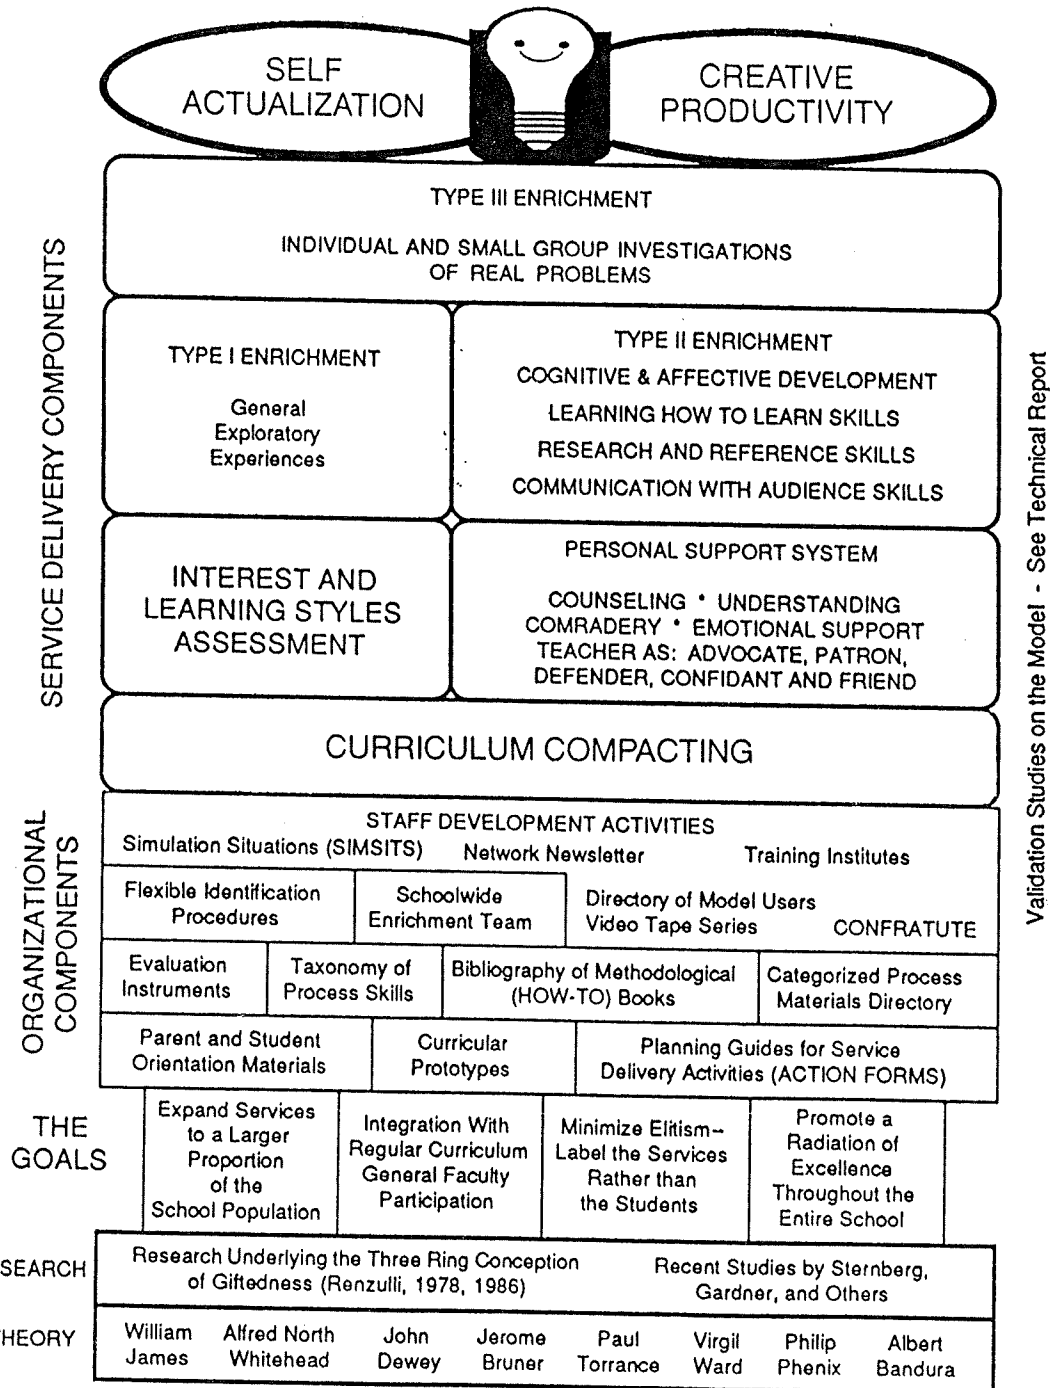 SELF
ACTUALIZATION
CREATIVE
PRODUCTIVITY
TYPE III ENRICHMENT
INDIVIDUAL AND SMALL GROUP INVESTIGATIONS
OF REAL PROBLEMS
SERVICE DELIVERY COMPONENTS
TYPE I ENRICHMENT
General
Exploratory
Experiences
TYPE II ENRICHMENT
COGNITIVE & AFFECTIVE DEVELOPMENT
LEARNING HOW TO LEARN SKILLS
RESEARCH AND REFERENCE SKILLS
COMMUNICATION WITH AUDIENCE SKILLS
INTEREST AND
LEARNING STYLES
ASSESSMENT
PERSONAL SUPPORT SYSTEM
COUNSELING * UNDERSTANDING
COMRADERY * EMOTIONAL SUPPORT
TEACHER AS: ADVOCATE, PATRON,
DEFENDER, CONFIDANT AND FRIEND
CURRICULUM COMPACTING
Validation Studies on the Model - See Technical Report
ORGANIZATIONAL
COMPONENTS
STAFF DEVELOPMENT ACTIVITIES
Simulation Situations (SIMSITS) Network Newsletter Training Institutes
Flexible Identification
Procedures
Schoolwide
Enrichment Team
Directory of Model Users
Video Tape Series CONFRATUTE
Evaluation
Instruments
Taxonomy of
Process Skills
Bibliography of Methodological
(HOW-TO) Books
Categorized Process
Materials Directory
Parent and Student
Orientation Materials
Curricular
Prototypes
Planning Guides for Service
Delivery Activities (ACTION FORMS)
THE
GOALS
Expand Services
to a Larger
Proportion
of the
School Population
Integration With
Regular Curriculum
General Faculty
Participation
Minimize Elitism–
Label the Services
Rather than
the Students
Promote a
Radiation of
Excellence
Throughout the
Entire School
SEARCH
Research Underlying the Three Ring Conception
of Giftedness (Renzulli, 1978, 1986)
Recent Studies by Sternberg,
Gardner, and Others
HEORY
William
James
Alfred North
Whitehead
John
Dewey
Jerome
Bruner
Paul
Torrance
Virgil
Ward
Philip
Phenix
Albert
Bandura